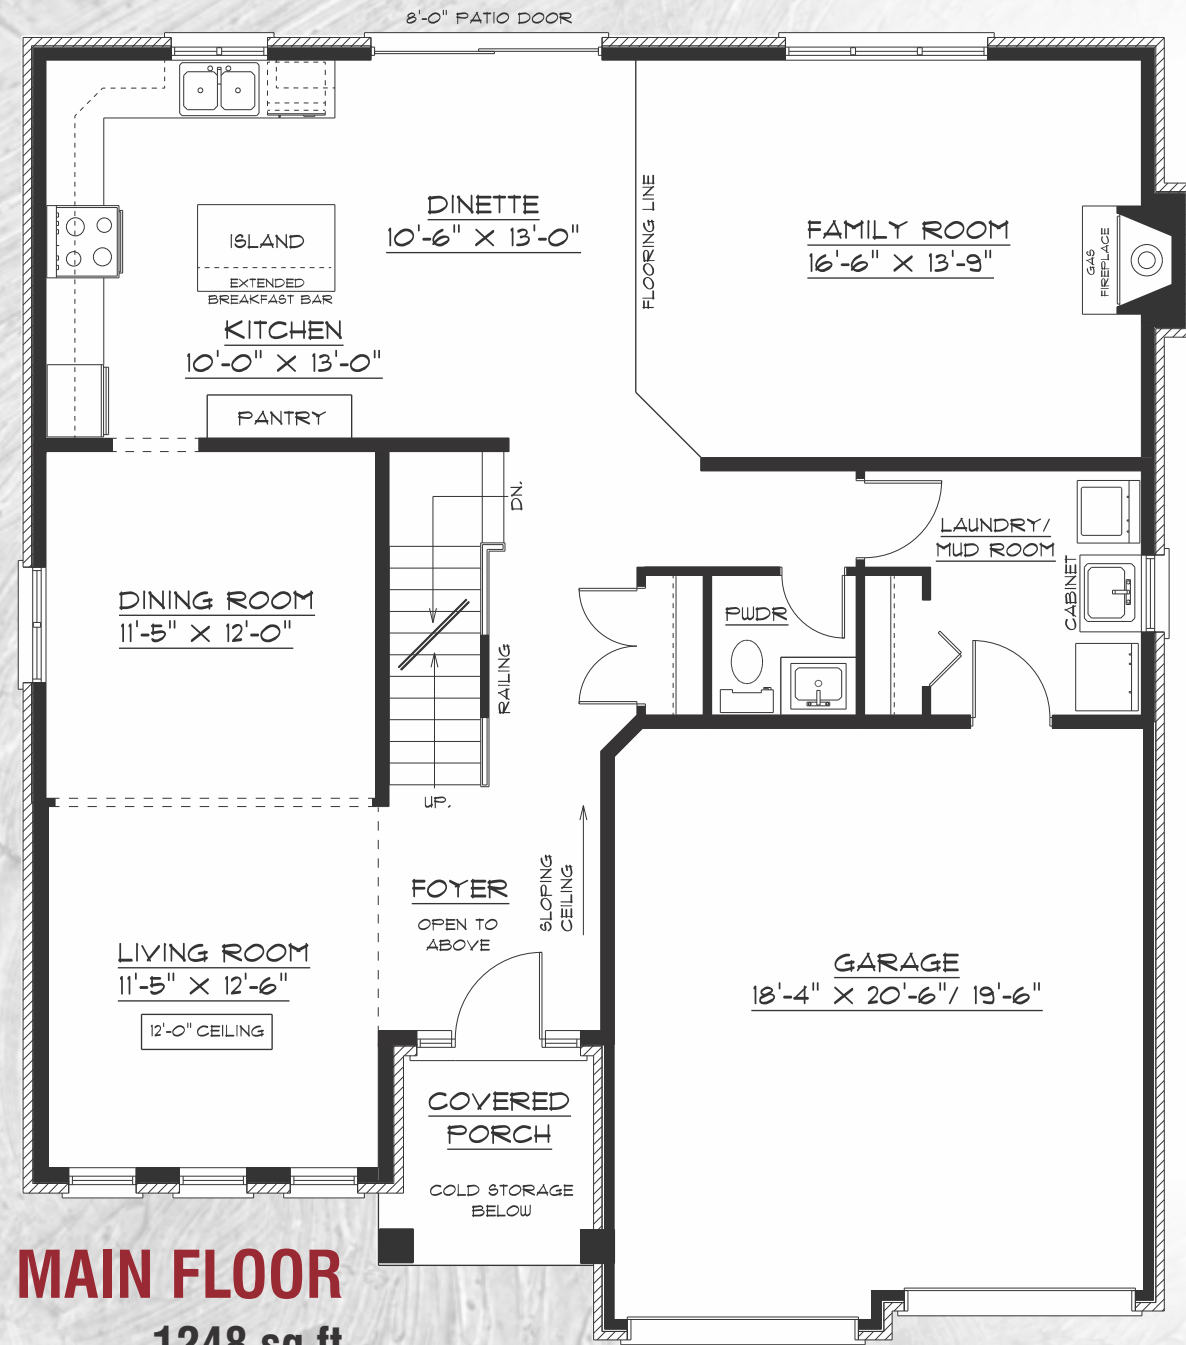 8'-0" PATIO DOOR
DINETTE
10'-6" X 13'-0"
FLOORING LINE
FAMILY ROOM
16'-6" X 13'-9"
GAS
FIREPLACE
ISLAND
EXTENDED
BREAKFAST BAR
KITCHEN
10'-0" X 13'-0"
PANTRY
DN.
LAUNDRY/
MUD ROOM
CABINET
DINING ROOM
11'-5" X 12'-0"
PWDR
RAILING
UP.
FOYER
OPEN TO
ABOVE
SLOPING
CEILING
LIVING ROOM
11'-5" X 12'-6"
12'-0" CEILING
GARAGE
18'-4" X 20'-6"/ 19'-6"
COVERED
PORCH
COLD STORAGE
BELOW
MAIN FLOOR
1248 sq ft